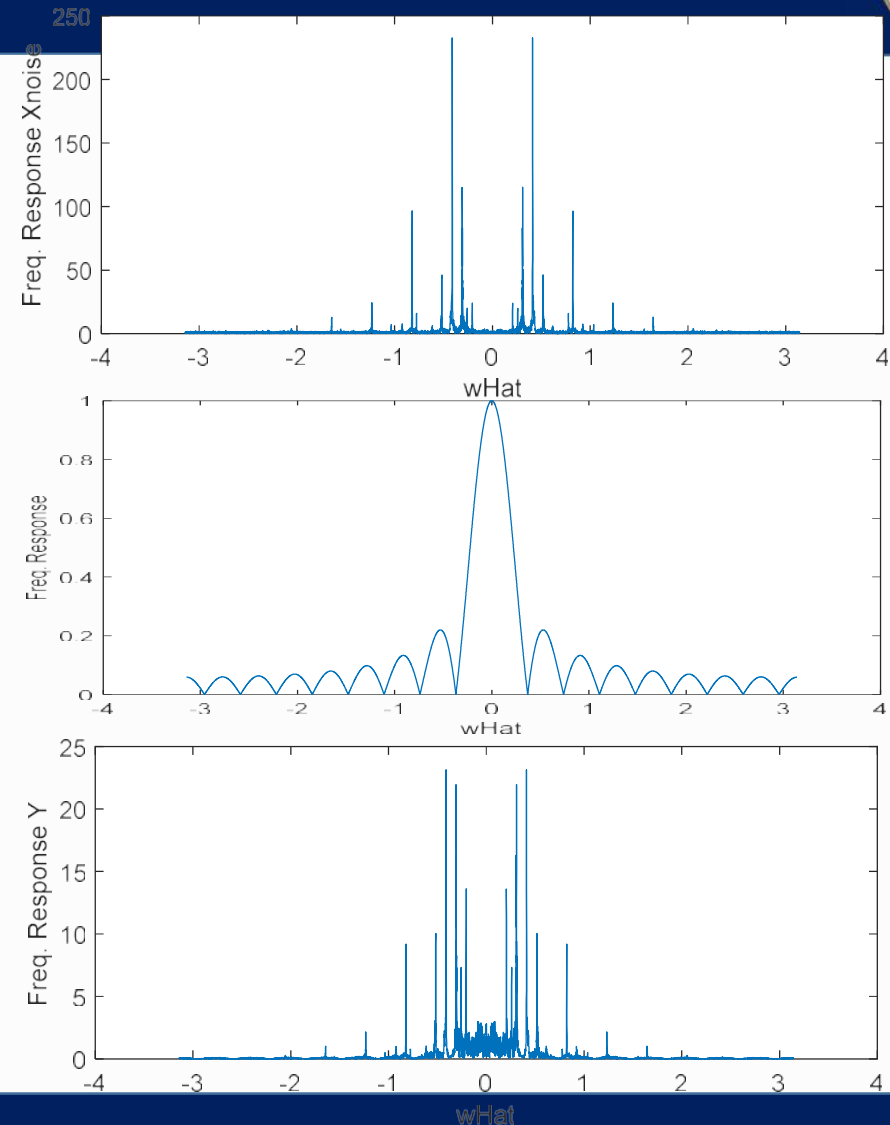 250
200
150
100
50
0
Freq. Response Xnoise
-4 -3 -2 -1 0 1 2 3 4
wHat
1
0.8
0.6
0.4
0.2
0
Freq. Response
-4 -3 -2 -1 0 1 2 3 4
wHat
25
20
15
10
5
0
Freq. Response Y
-4 -3 -2 -1 0 1 2 3 4
wHat